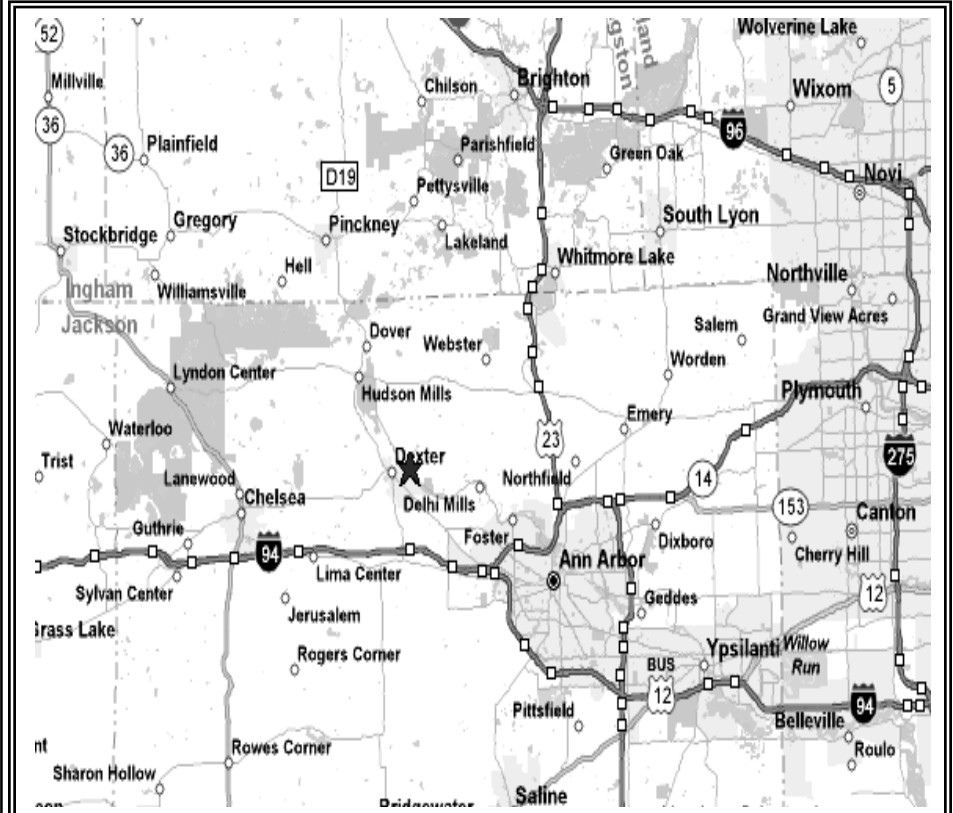 52
Millville
36
36
Plainfield
Chilson
Brighton
Livingston
Wolverine Lake
Wixom
5
96
Parishfield
Green Oak
Novi
D19
Pettysville
Gregory
Pinckney
Lakeland
South Lyon
Stockbridge
Hell
Whitmore Lake
Williamsville
Northville
Ingham
Jackson
Grand View Acres
Dover
Webster
Salem
Worden
Lyndon Center
Hudson Mills
Plymouth
Waterloo
Emery
23
Trist
Dexter
275
Lanewood
Northfield
14
Chelsea
Delhi Mills
153
Canton
Guthrie
Foster
Dixboro
94
Ann Arbor
Cherry Hill
Lima Center
Sylvan Center
12
Jerusalem
Geddes
Grass Lake
Rogers Corner
Ypsilanti
Willow
Run
BUS
12
94
Pittsfield
Belleville
Rowes Corner
Roulo
Sharon Hollow
Saline
Bridgewater